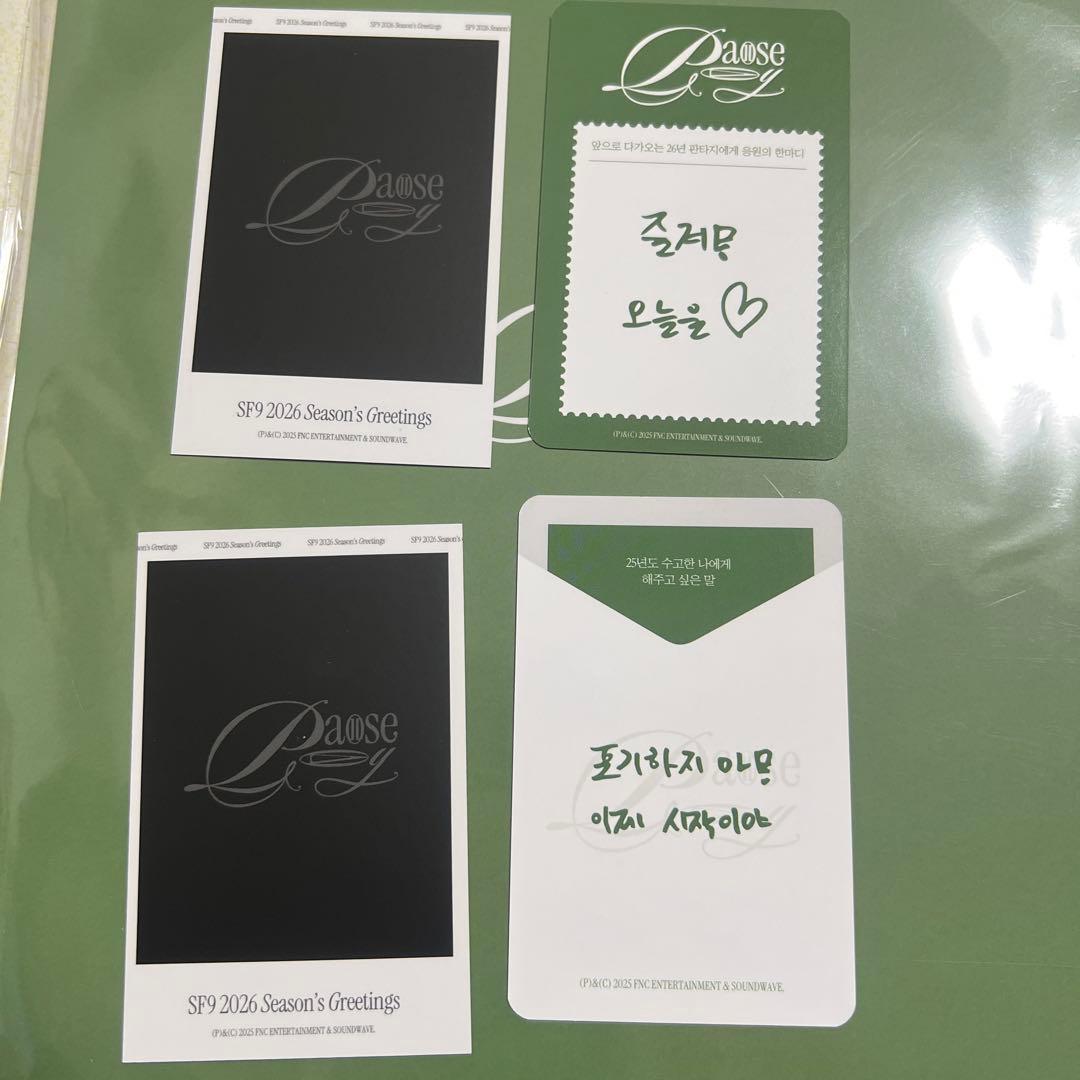 son's Greetings SF9 2026 Season's Greetings SF9 2026 Season's Greetings SF9 2026 Season's
Pause
SF9 2026 Season's Greetings
(P)&(C) 2025 FNC ENTERTAINMENT & SOUNDWAVE.
Pause
앞으로 다가오는 26년 판타지에게 응원의 한마디
즐겨봐
오늘을♡
(P)&(C) 2025 FNC ENTERTAINMENT & SOUNDWAVE.
son's Greetings SF9 2026 Season's Greetings SF9 2026 Season's Greetings SF9 2026 Season's
Pause
SF9 2026 Season's Greetings
(P)&(C) 2025 FNC ENTERTAINMENT & SOUNDWAVE.
25년도 수고한 나에게
해주고 싶은 말
포기하지 마
이제 시작이야
(P)&(C) 2025 FNC ENTERTAINMENT & SOUNDWAVE.